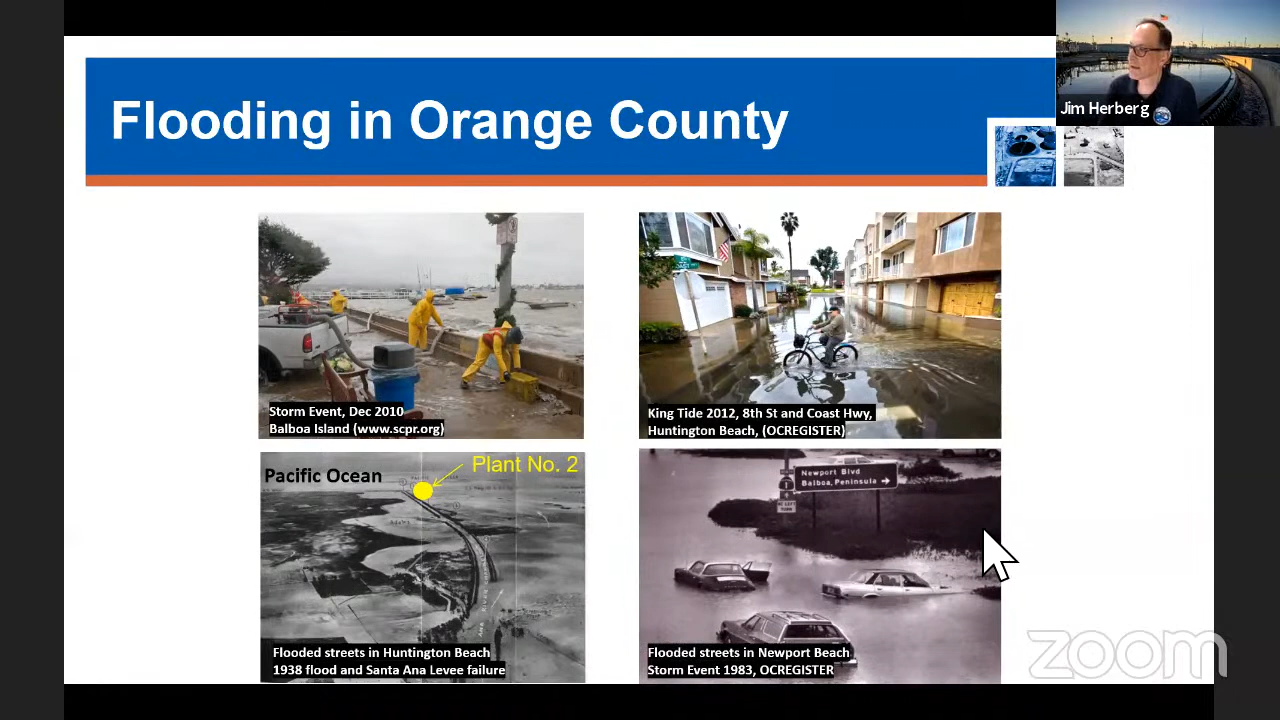 Flooding in Orange County
Jim Herberg
Storm Event, Dec 2010
Balboa Island (www.scpr.org)
King Tide 2012, 8th St and Coast Hwy,
Huntington Beach, (OCREGISTER)
Pacific Ocean
Plant No. 2
Flooded streets in Huntington Beach
1938 flood and Santa Ana Levee failure
Newport Blvd
Balboa, Peninsula →
1
Flooded streets in Newport Beach
Storm Event 1983, OCREGISTER
zoom